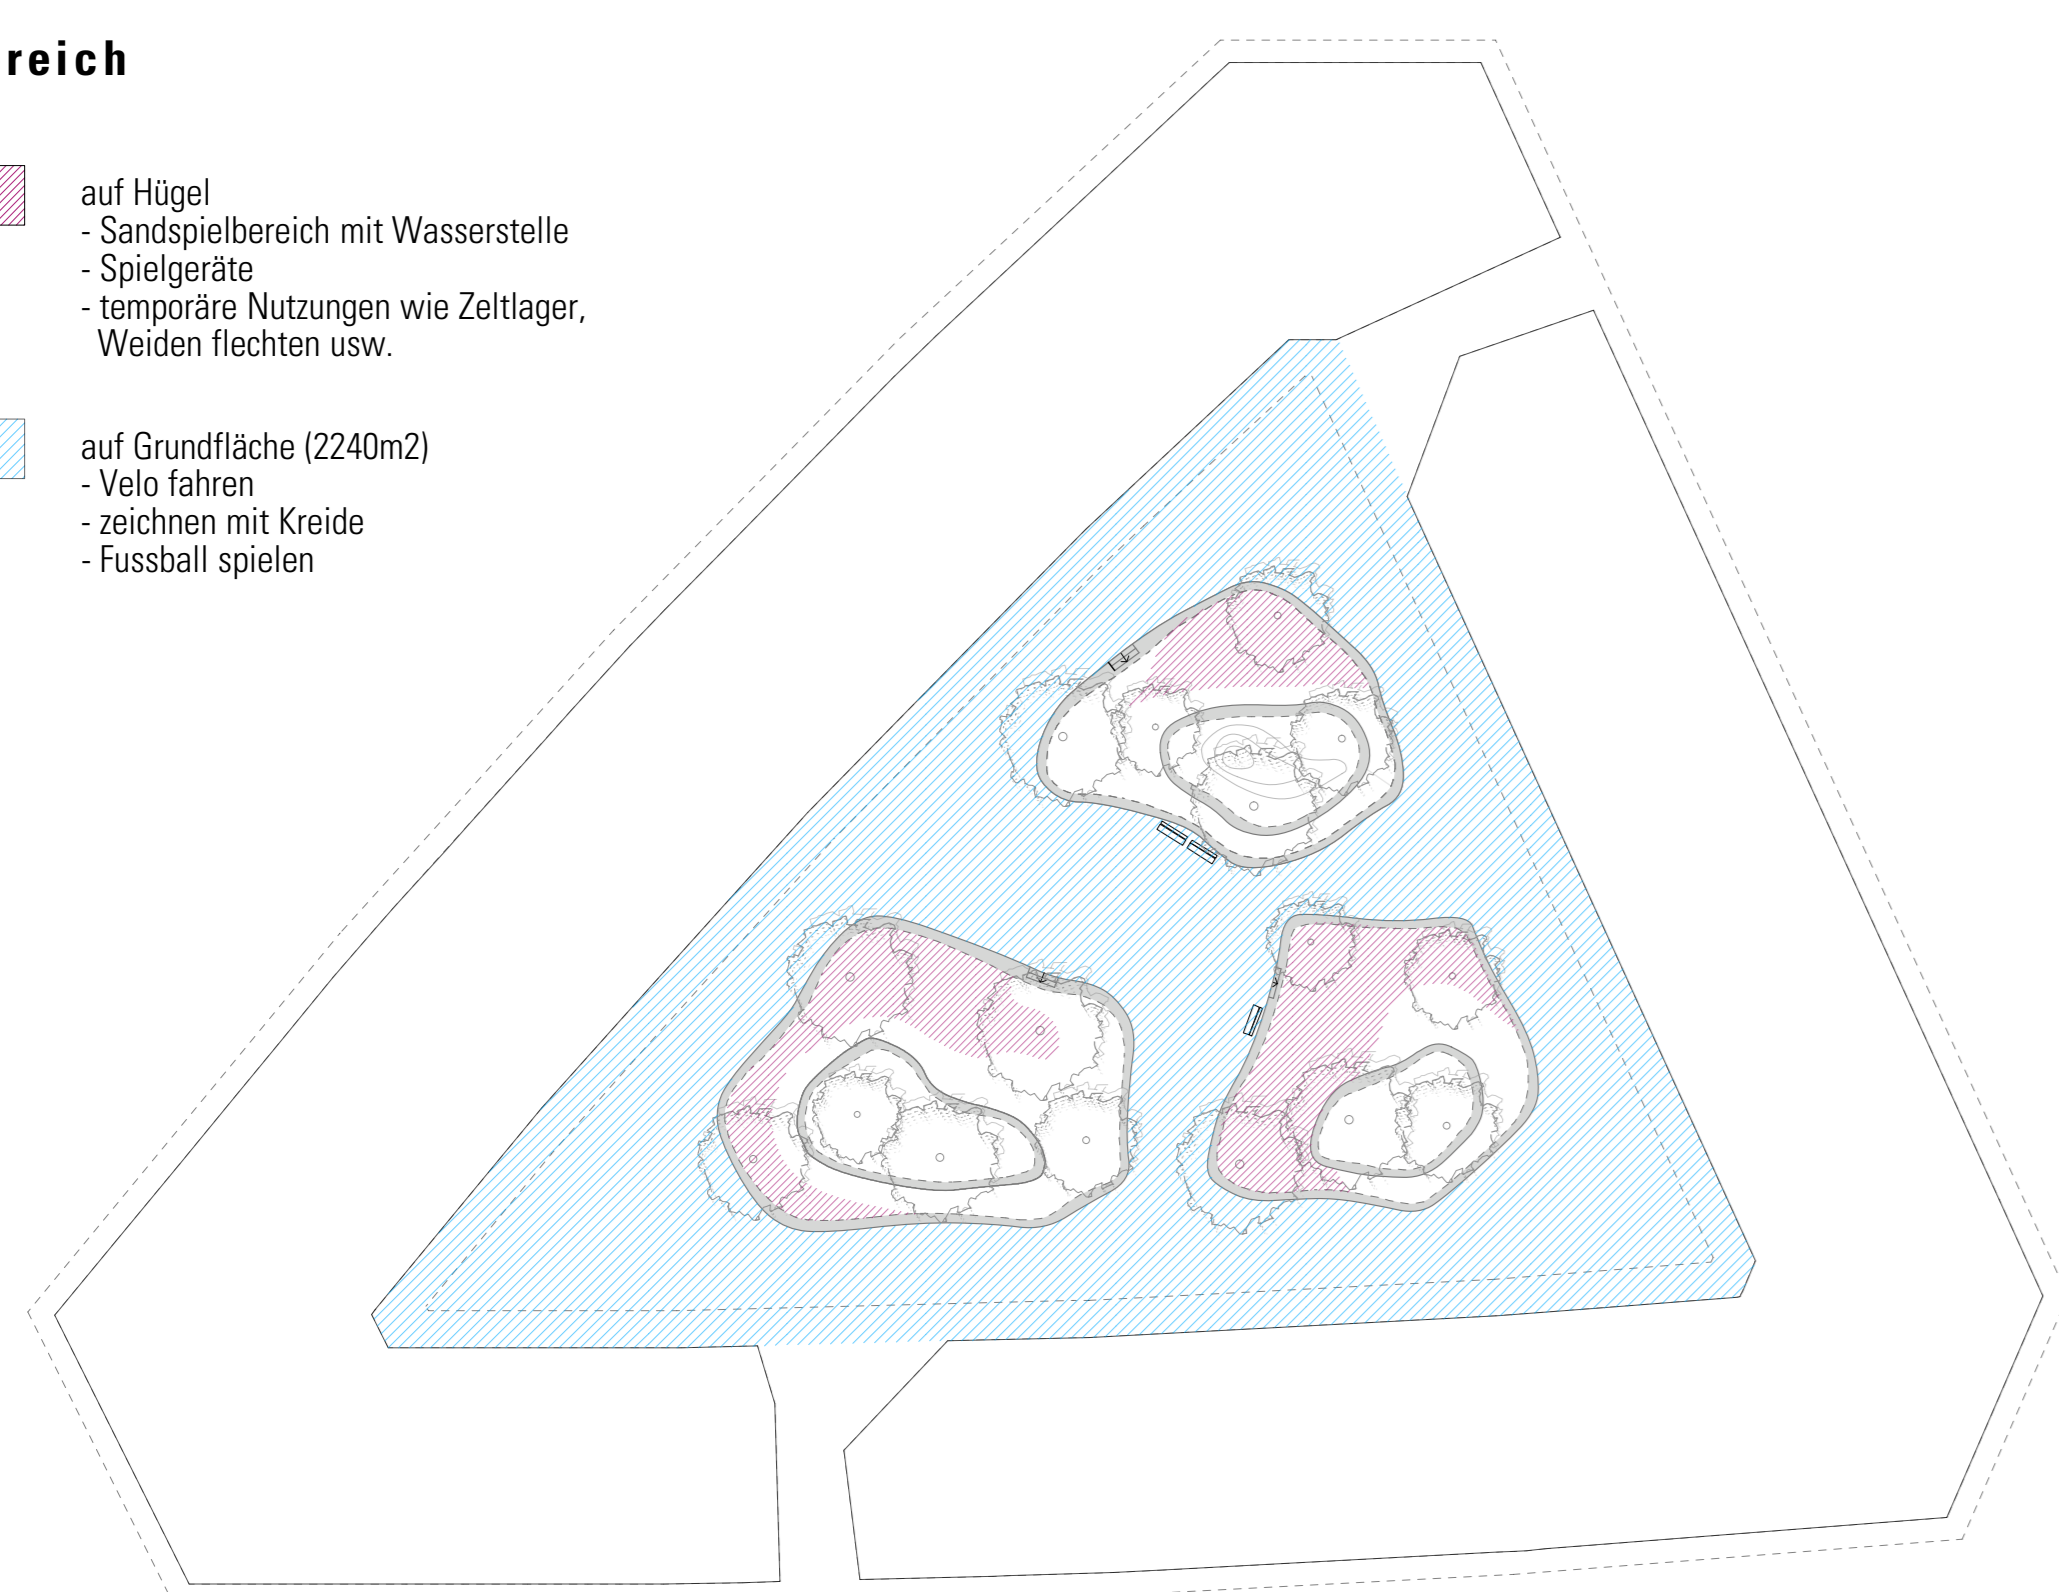 reich
auf Hügel
- Sandspielbereich mit Wasserstelle
- Spielgeräte
- temporäre Nutzungen wie Zeltlager,
Weiden flechten usw.
auf Grundfläche (2240m2)
- Velo fahren
- zeichnen mit Kreide
- Fussball spielen